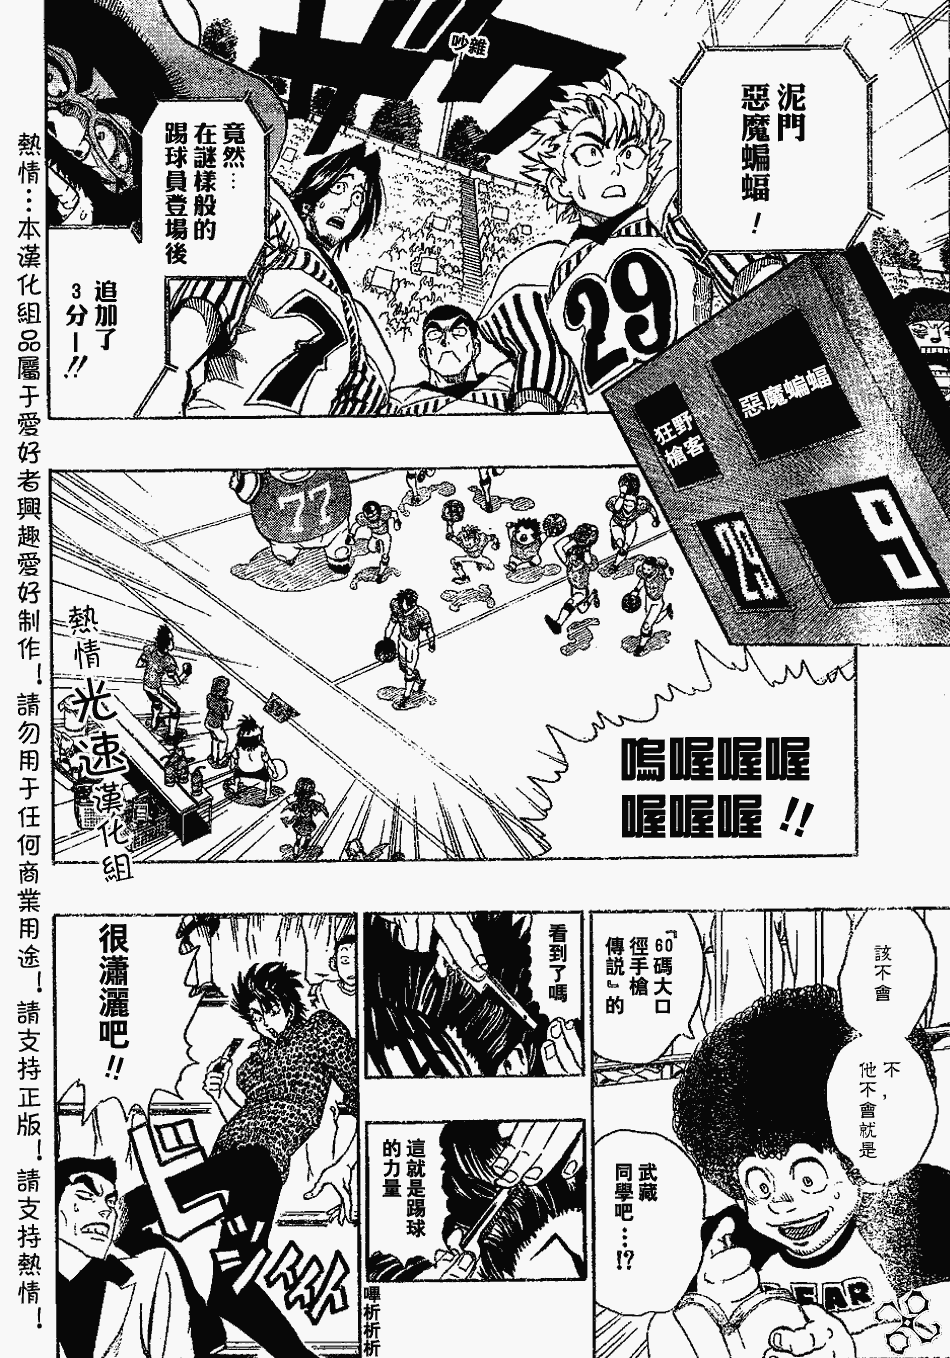 泥門
惡魔蝙蝠！
吵雜
竟然…
在謎樣般的
踢球員登場後
追加了
3分ー!!
29
7
狂野
槍客
惡魔蝙蝠
29
9
77
嗚喔喔喔
喔喔喔!!
熱情
光速
漢化組
該不會
不，
他不會就是
『60碼大口
徑手槍
傳說』的
武藏
同學吧…!?
BEAR
看到了嗎
這就是踢球
的力量
嗶析析析
很瀟灑吧!!
熱情…本漢化組品屬于愛好者興趣愛好制作！請勿用于任何商業用途！請支持正版！請支持熱情！